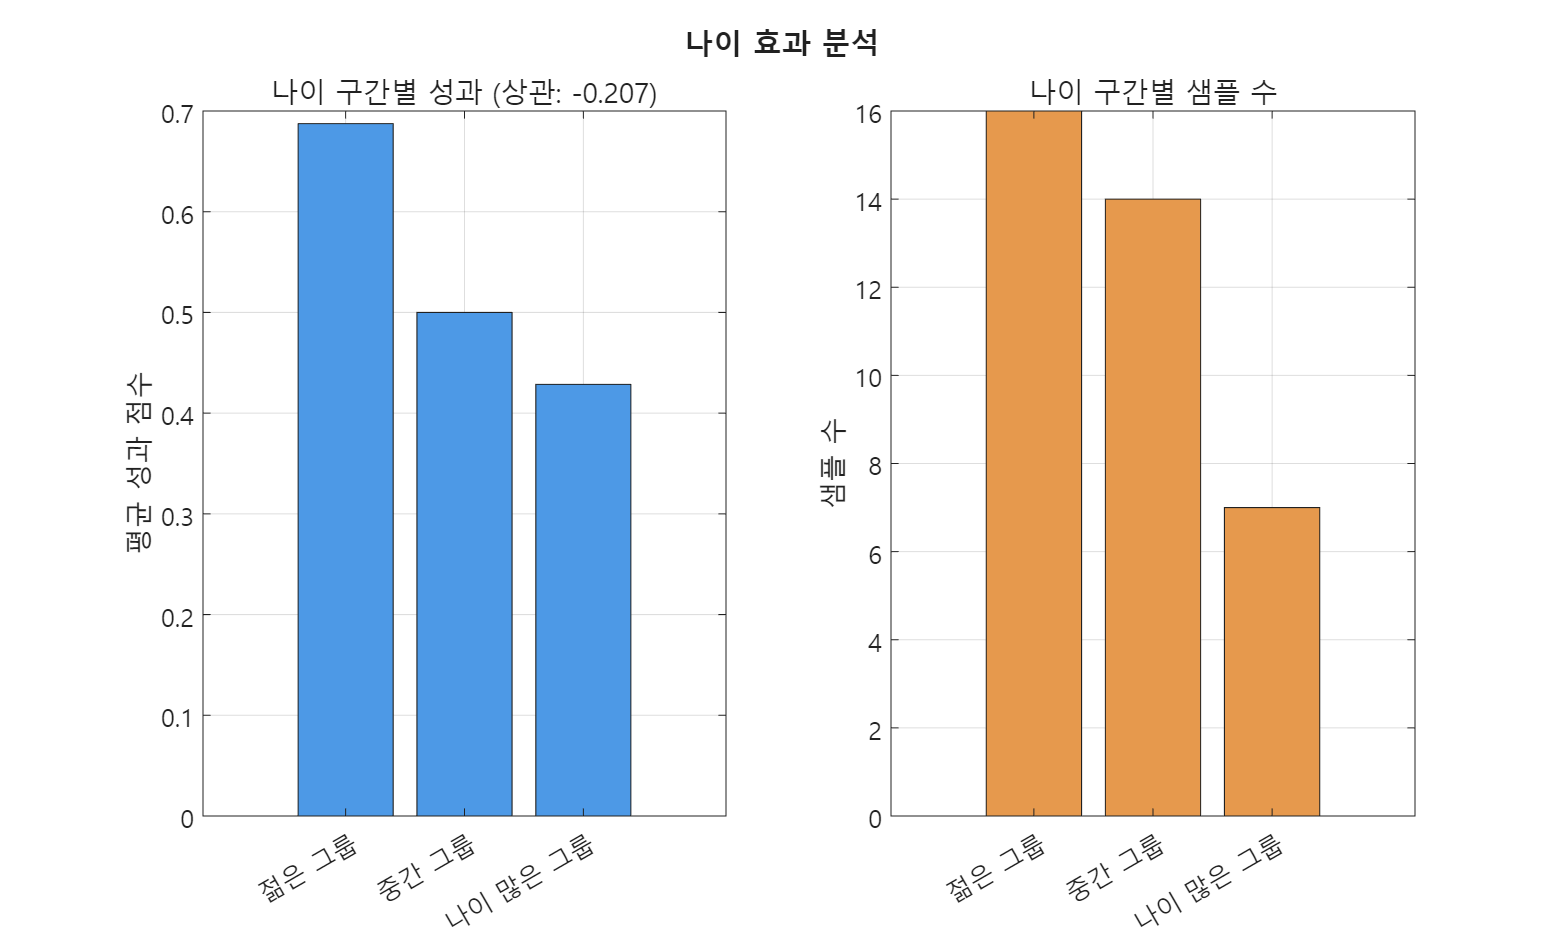 나이 효과 분석
나이 구간별 성과 (상관: -0.207)
평균 성과 점수
0.7
0.6
0.5
0.4
0.3
0.2
0.1
0
젊은 그룹
중간 그룹
나이 많은 그룹
나이 구간별 샘플 수
샘플 수
16
14
12
10
8
6
4
2
0
젊은 그룹
중간 그룹
나이 많은 그룹